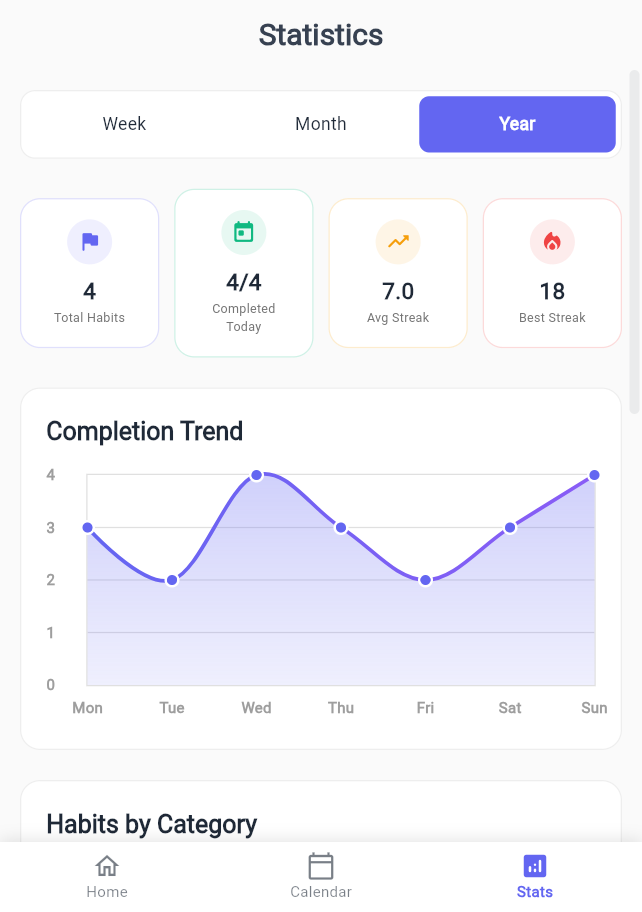 Statistics
Week Month Year
4 4/4 7.0 18
Total Habits Completed Today Avg Streak Best Streak
Completion Trend
4
3
2
1
0
Mon Tue Wed Thu Fri Sat Sun
Habits by Category
Home Calendar Stats